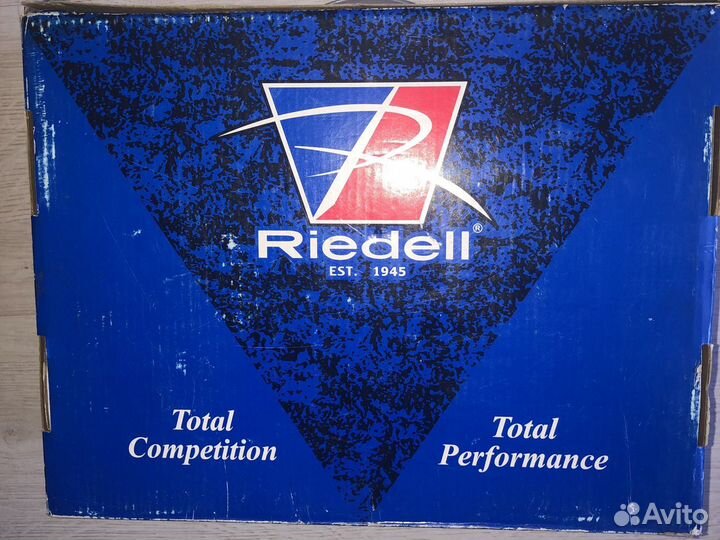 Riedell®
EST. 1945
Total
Competition
Total
Performance
Avito